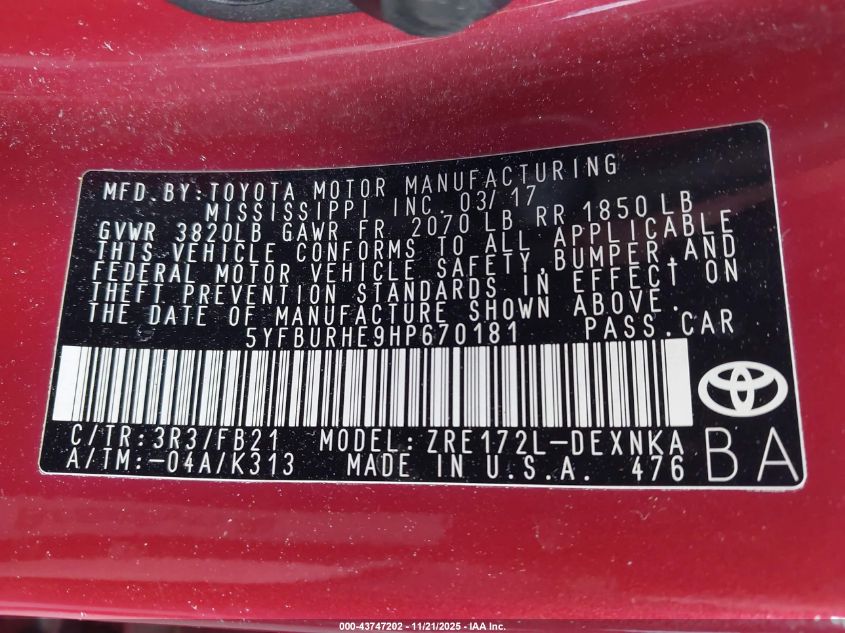 MFD.BY:TOYOTA MOTOR MANUFACTURING
MISSISSIPPI INC. 03/17
GVWR 3820LB GAWR FR 2070 LB RR 1850 LB
THIS VEHICLE CONFORMS TO ALL APPLICABLE
FEDERAL MOTOR VEHICLE SAFETY,BUMPER,AND
THEFT PREVENTION STANDARDS IN EFFECT ON
THE DATE OF MANUFACTURE SHOWN ABOVE.
5YFBURHE9HP670181 PASS.CAR
C/TR:3R3/FB21 MODEL:ZRE172L-DEXNKA
A/TM:-04A/K313 MADE IN U.S.A. 476
BA
000-43747202 - 11/21/2025 - IAA Inc.